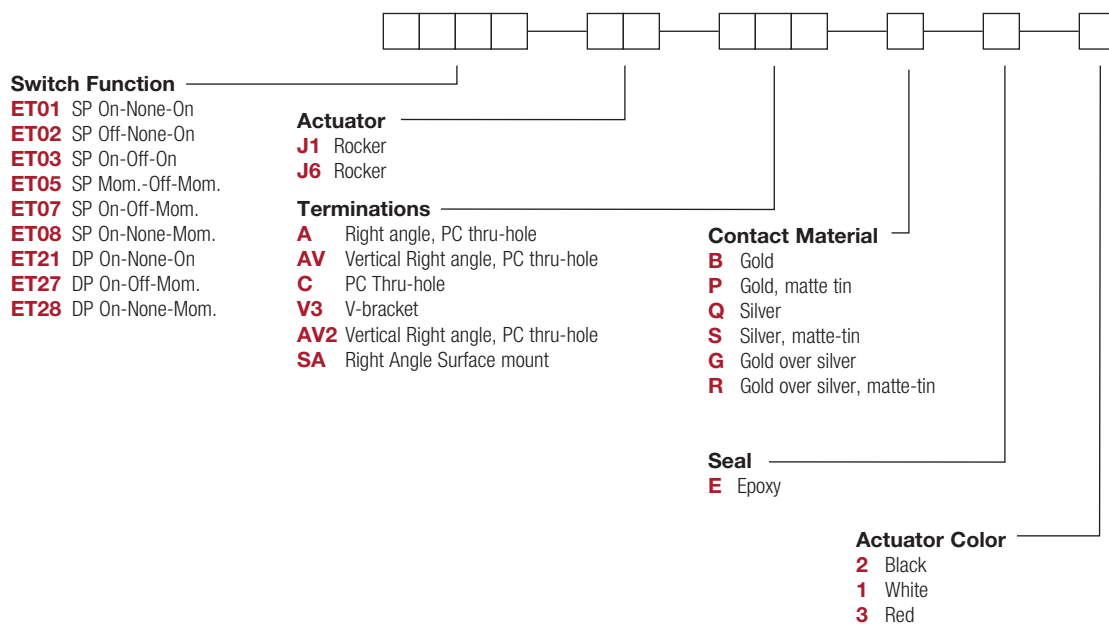 Switch Function
ET01 SP On-None-On
ET02 SP Off-None-On
ET03 SP On-Off-On
ET05 SP Mom.-Off-Mom.
ET07 SP On-Off-Mom.
ET08 SP On-None-Mom.
ET21 DP On-None-On
ET27 DP On-Off-Mom.
ET28 DP On-None-Mom.
Actuator
J1 Rocker
J6 Rocker
Terminations
A Right angle, PC thru-hole
AV Vertical Right angle, PC thru-hole
C PC Thru-hole
V3 V-bracket
AV2 Vertical Right angle, PC thru-hole
SA Right Angle Surface mount
Contact Material
B Gold
P Gold, matte tin
Q Silver
S Silver, matte-tin
G Gold over silver
R Gold over silver, matte-tin
Seal
E Epoxy
Actuator Color
2 Black
1 White
3 Red